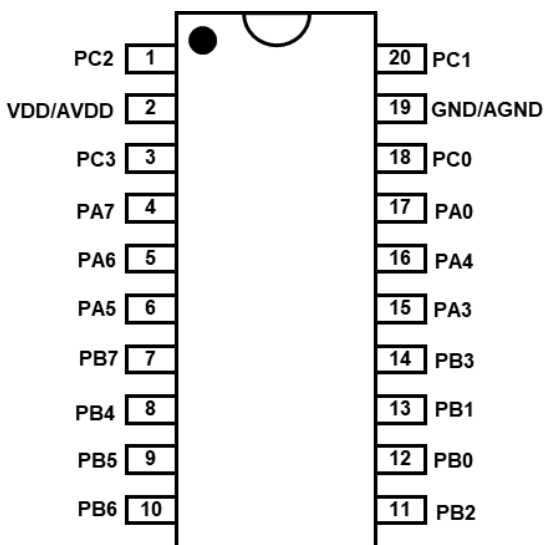 PC2 1 20 PC1
VDD/AVDD 2 19 GND/AGND
PC3 3 18 PC0
PA7 4 17 PA0
PA6 5 16 PA4
PA5 6 15 PA3
PB7 7 14 PB3
PB4 8 13 PB1
PB5 9 12 PB0
PB6 10 11 PB2